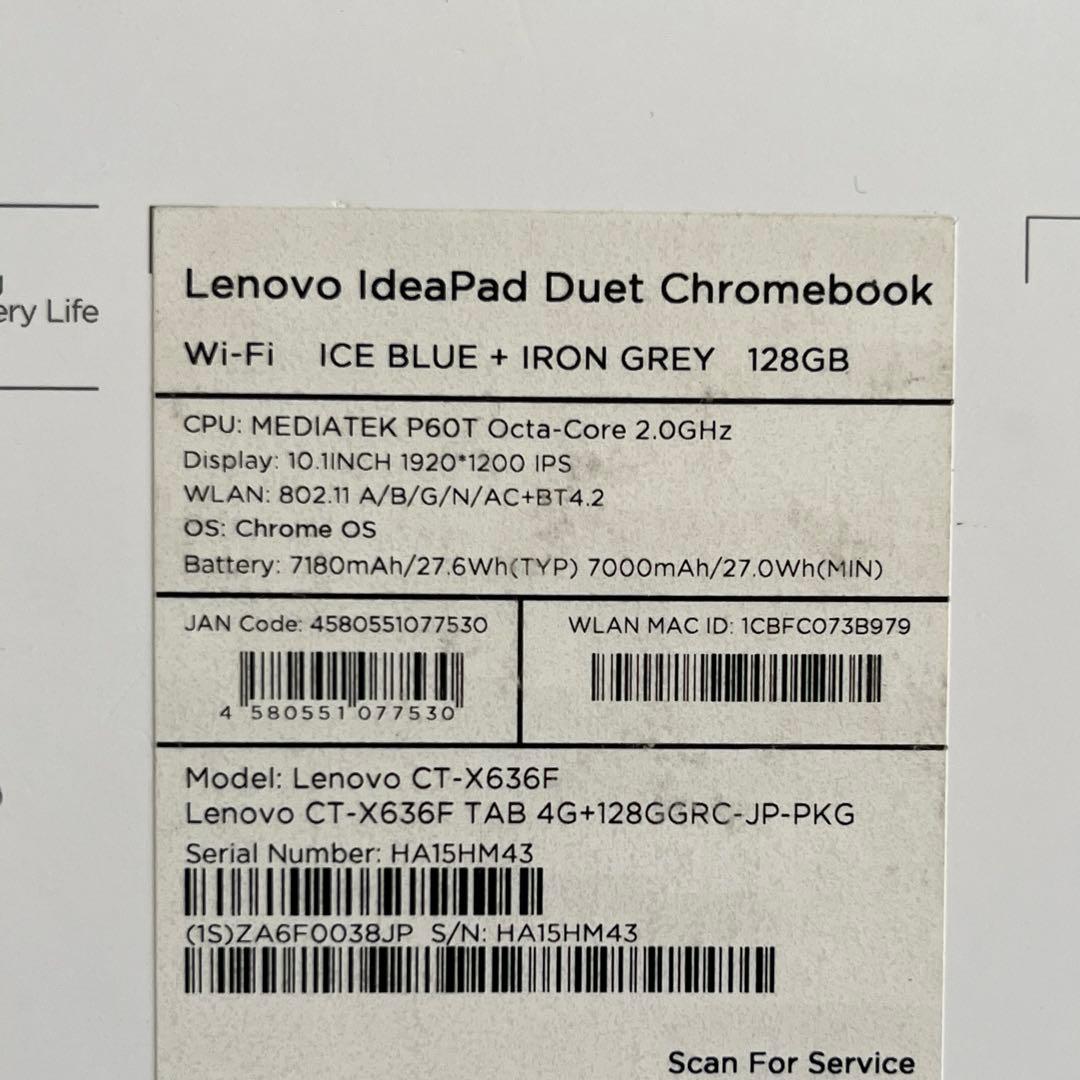 ery Life
Lenovo IdeaPad Duet Chromebook
Wi-Fi ICE BLUE + IRON GREY 128GB
CPU: MEDIATEK P60T Octa-Core 2.0GHz
Display: 10.1INCH 1920*1200 IPS
WLAN: 802.11 A/B/G/N/AC+BT4.2
OS: Chrome OS
Battery: 7180mAh/27.6Wh(TYP) 7000mAh/27.0Wh(MIN)
JAN Code: 4580551077530
4 580551 077530
WLAN MAC ID: 1CBFC073B979
Model: Lenovo CT-X636F
Lenovo CT-X636F TAB 4G+128GGRC-JP-PKG
Serial Number: HA15HM43
(1S)ZA6F0038JP S/N: HA15HM43
Scan For Service